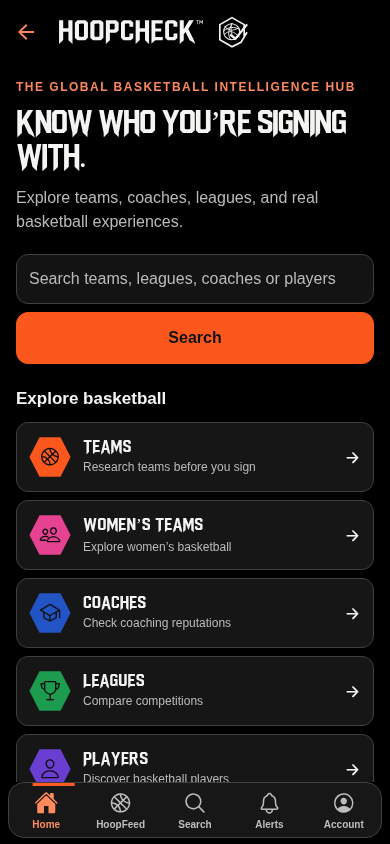 HOOPCHECK™
THE GLOBAL BASKETBALL INTELLIGENCE HUB
KNOW WHO YOU’RE SIGNING
WITH.
Explore teams, coaches, leagues, and real
basketball experiences.
Search teams, leagues, coaches or players
Search
Explore basketball
TEAMS
Research teams before you sign
WOMEN’S TEAMS
Explore women’s basketball
COACHES
Check coaching reputations
LEAGUES
Compare competitions
PLAYERS
Discover basketball players
Home HoopFeed Search Alerts Account